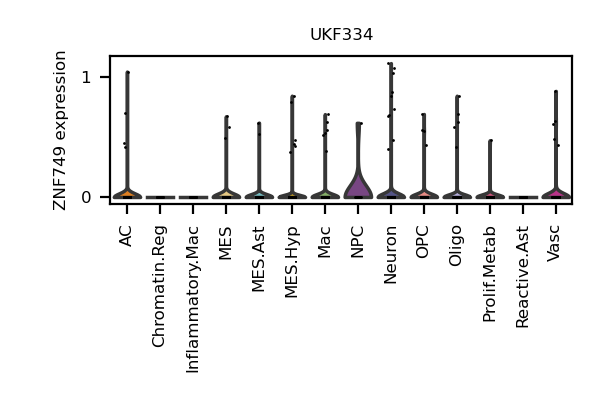 UKF334
ZNF749 expression
1
0
AC
Chromatin.Reg
Inflammatory.Mac
MES
MES.Ast
MES.Hyp
Mac
NPC
Neuron
OPC
Oligo
Prolif.Metab
Reactive.Ast
Vasc